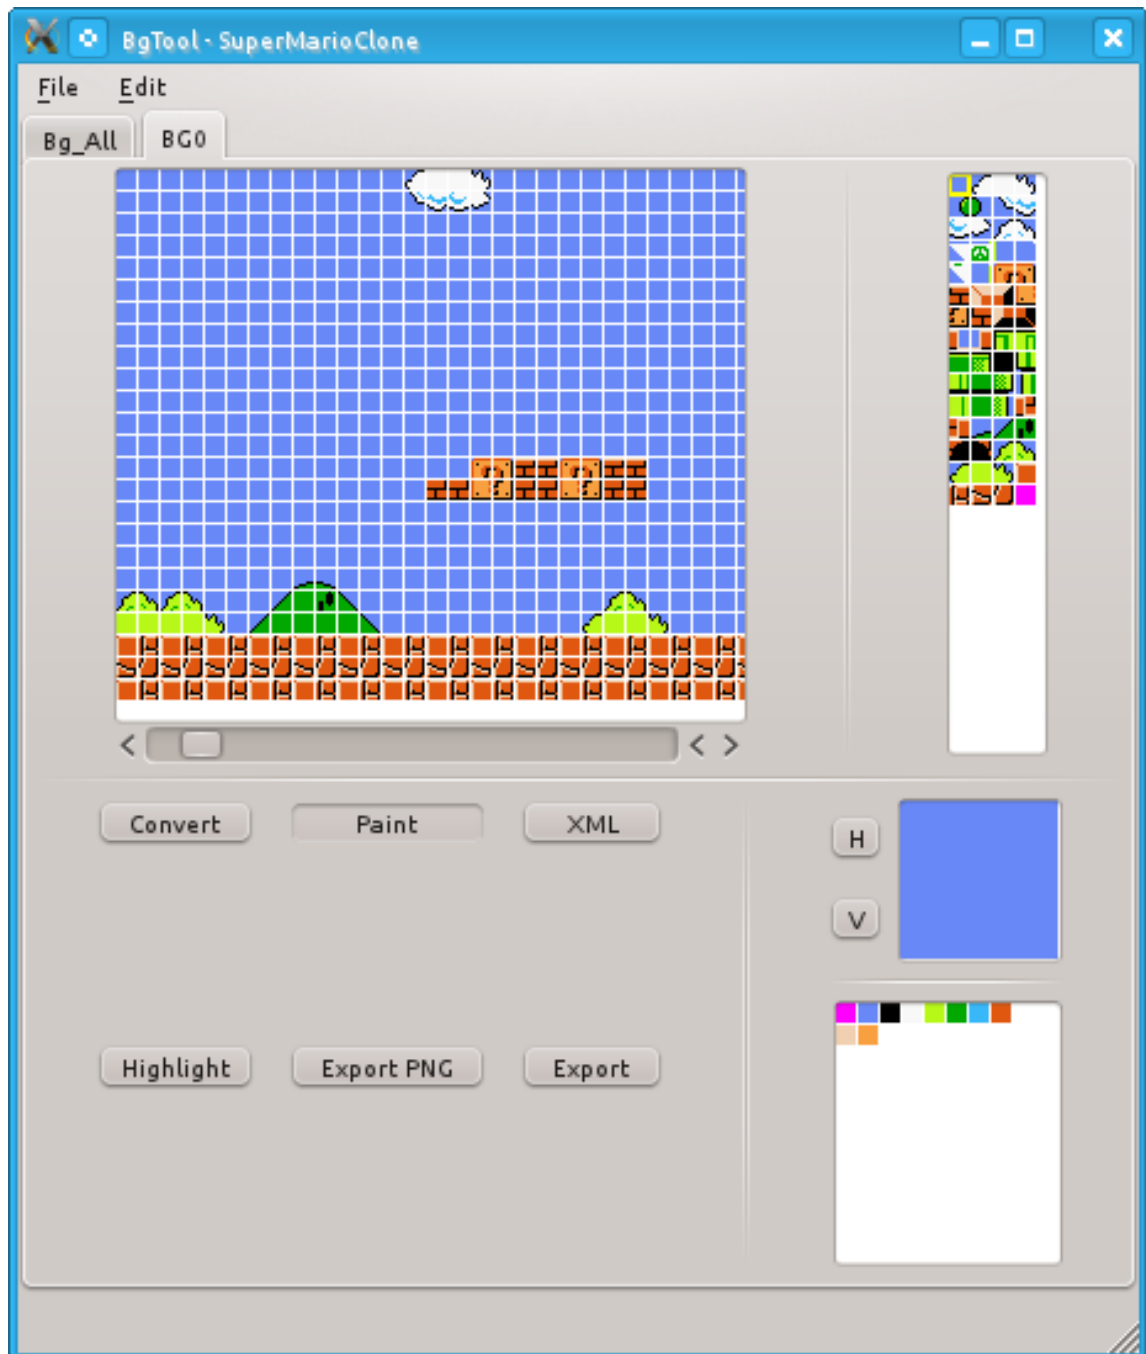 BgTool - SuperMarioClone
File Edit
Bg_All BG0
Convert Paint XML
H
V
Highlight Export PNG Export